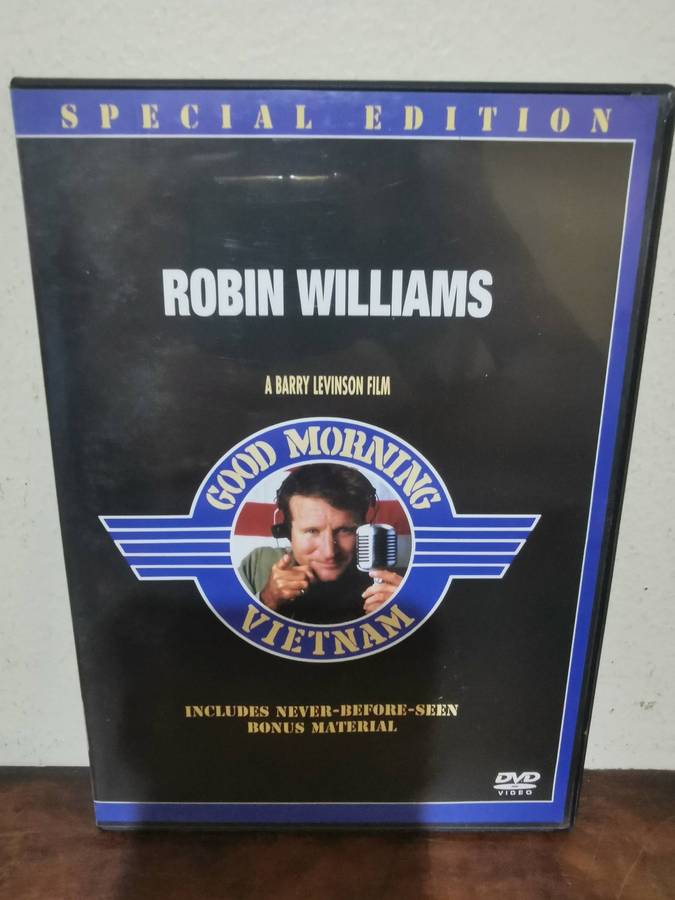 SPECIAL EDITION
ROBIN WILLIAMS
A BARRY LEVINSON FILM
GOOD MORNING
VIETNAM
INCLUDES NEVER-BEFORE-SEEN
BONUS MATERIAL
DVD
VIDEO